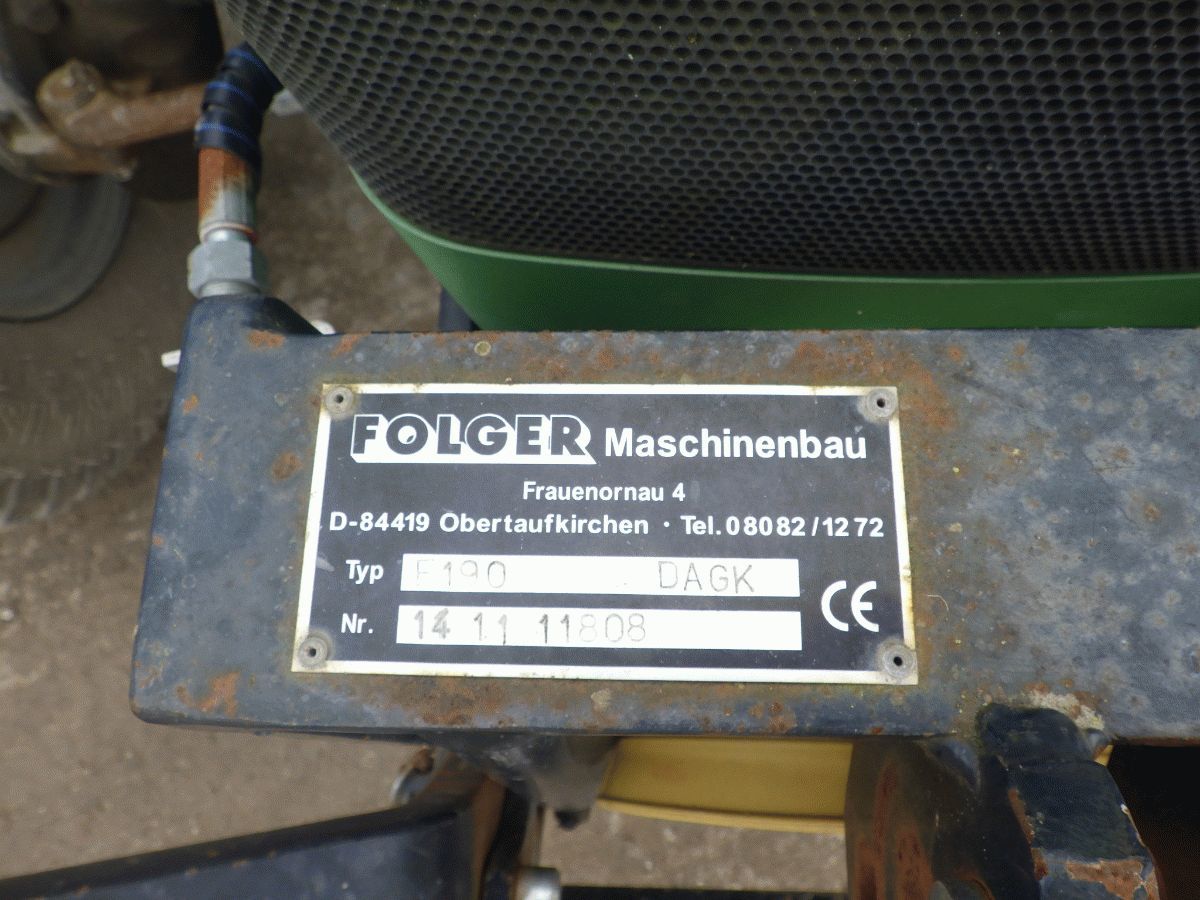 FOLGER Maschinenbau
Frauenornau 4
D-84419 Obertaufkirchen · Tel. 08082/1272
Typ F190 DAGK
Nr. 14 11 11808
CE